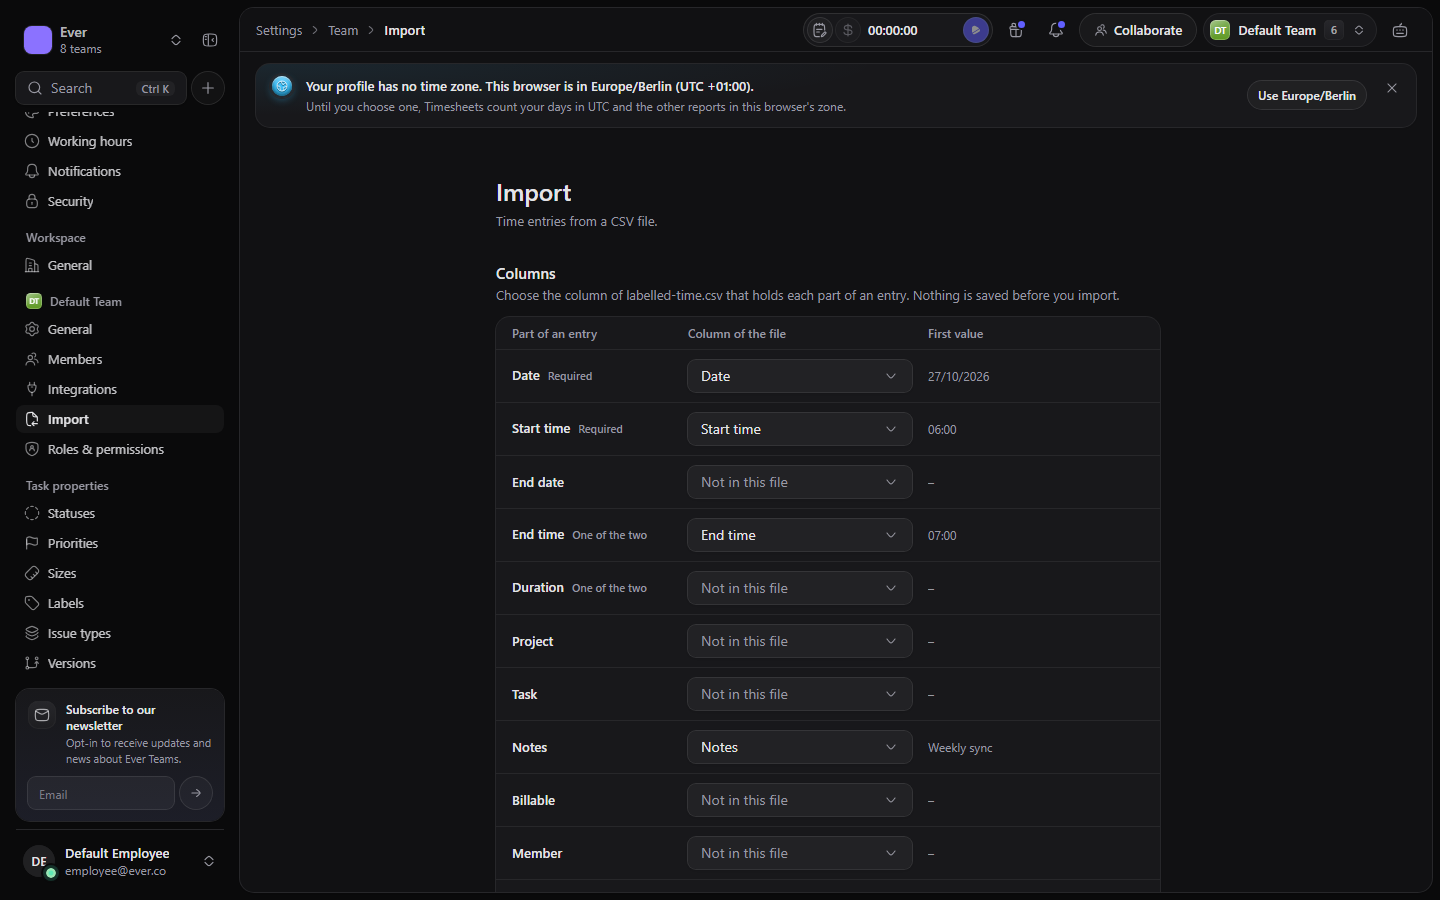 Ever
8 teams
Search
Ctrl K
Preferences
Working hours
Notifications
Security
Workspace
General
DT Default Team
General
Members
Integrations
Import
Roles & permissions
Task properties
Statuses
Priorities
Sizes
Labels
Issue types
Versions
Subscribe to our
newsletter
Opt-in to receive updates and
news about Ever Teams.
Email
DE
Default Employee
employee@ever.co
Settings > Team > Import
00:00:00
Collaborate
DT Default Team 6
Your profile has no time zone. This browser is in Europe/Berlin (UTC +01:00).
Until you choose one, Timesheets count your days in UTC and the other reports in this browser's zone.
Use Europe/Berlin
Import
Time entries from a CSV file.
Columns
Choose the column of labelled-time.csv that holds each part of an entry. Nothing is saved before you import.
Part of an entry Column of the file First value
Date Required Date 27/10/2026
Start time Required Start time 06:00
End date Not in this file –
End time One of the two End time 07:00
Duration One of the two Not in this file –
Project Not in this file –
Task Not in this file –
Notes Notes Weekly sync
Billable Not in this file –
Member Not in this file –